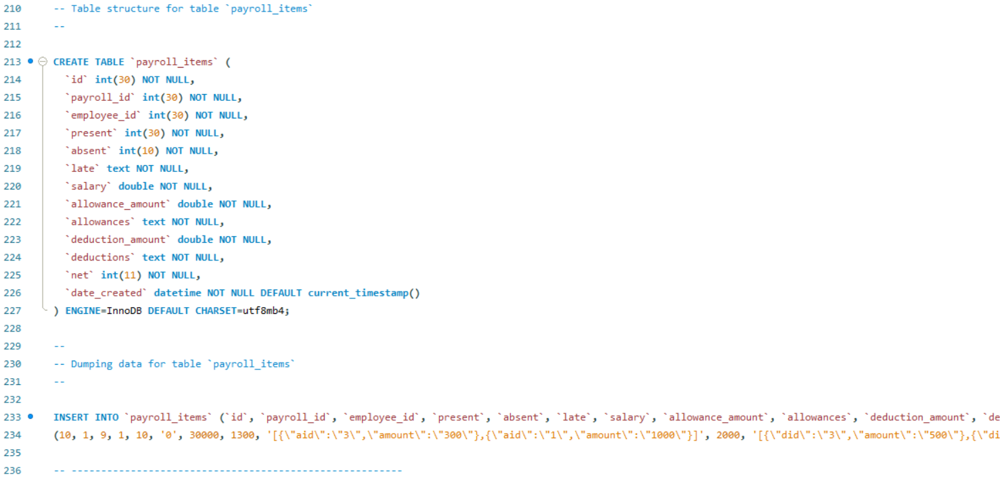 210 -- Table structure for table `payroll_items`
211 --
212
213 CREATE TABLE `payroll_items` (
214 `id` int(30) NOT NULL,
215 `payroll_id` int(30) NOT NULL,
216 `employee_id` int(30) NOT NULL,
217 `present` int(30) NOT NULL,
218 `absent` int(10) NOT NULL,
219 `late` text NOT NULL,
220 `salary` double NOT NULL,
221 `allowance_amount` double NOT NULL,
222 `allowances` text NOT NULL,
223 `deduction_amount` double NOT NULL,
224 `deductions` text NOT NULL,
225 `net` int(11) NOT NULL,
226 `date_created` datetime NOT NULL DEFAULT current_timestamp()
227 ) ENGINE=InnoDB DEFAULT CHARSET=utf8mb4;
228
229 --
230 -- Dumping data for table `payroll_items`
231 --
232
233 INSERT INTO `payroll_items` (`id`, `payroll_id`, `employee_id`, `present`, `absent`, `late`, `salary`, `allowance_amount`, `allowances`, `deduction_amount`, `de
234 (10, 1, 9, 1, 10, '0', 30000, 1300, '[{\"aid\":\"3\",\"amount\":\"300\"},{\"aid\":\"1\",\"amount\":\"1000\"}]', 2000, '[{\"did\":\"3\",\"amount\":\"500\"},{\"di
235
236 -- --------------------------------------------------------